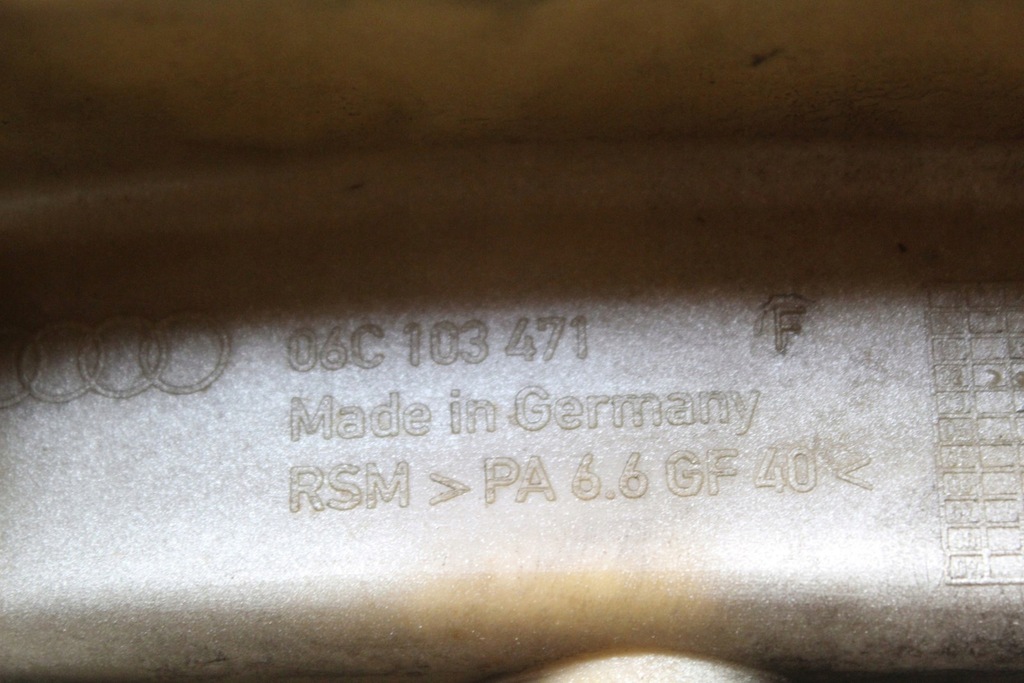 06C 103 471
F
Made in Germany
RSM > PA 6.6 GF 40 <